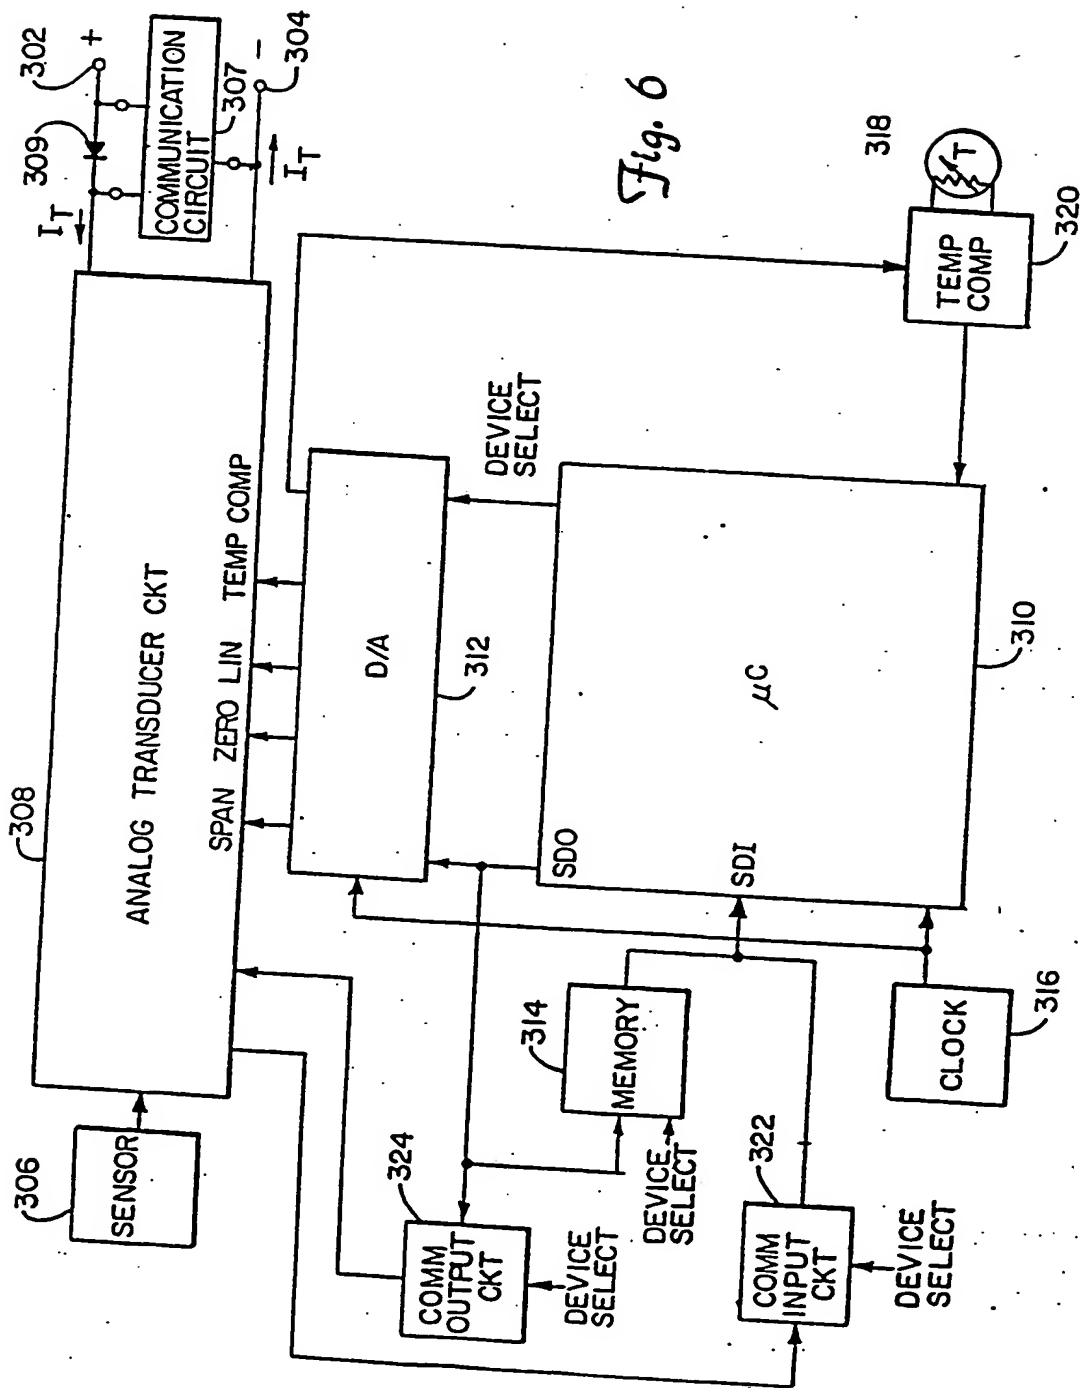 302
+
309
COMMUNICATION
CIRCUIT
307
−
304
I_T
I_T
Fig. 6
308
ANALOG TRANSDUCER CKT
SPAN ZERO LIN TEMP COMP
306
SENSOR
D/A
312
DEVICE
SELECT
318
T
TEMP
COMP
320
SDO
µC
SDI
310
324
COMM
OUTPUT
CKT
DEVICE
SELECT
314
MEMORY
DEVICE
SELECT
322
COMM
INPUT
CKT
DEVICE
SELECT
CLOCK
316